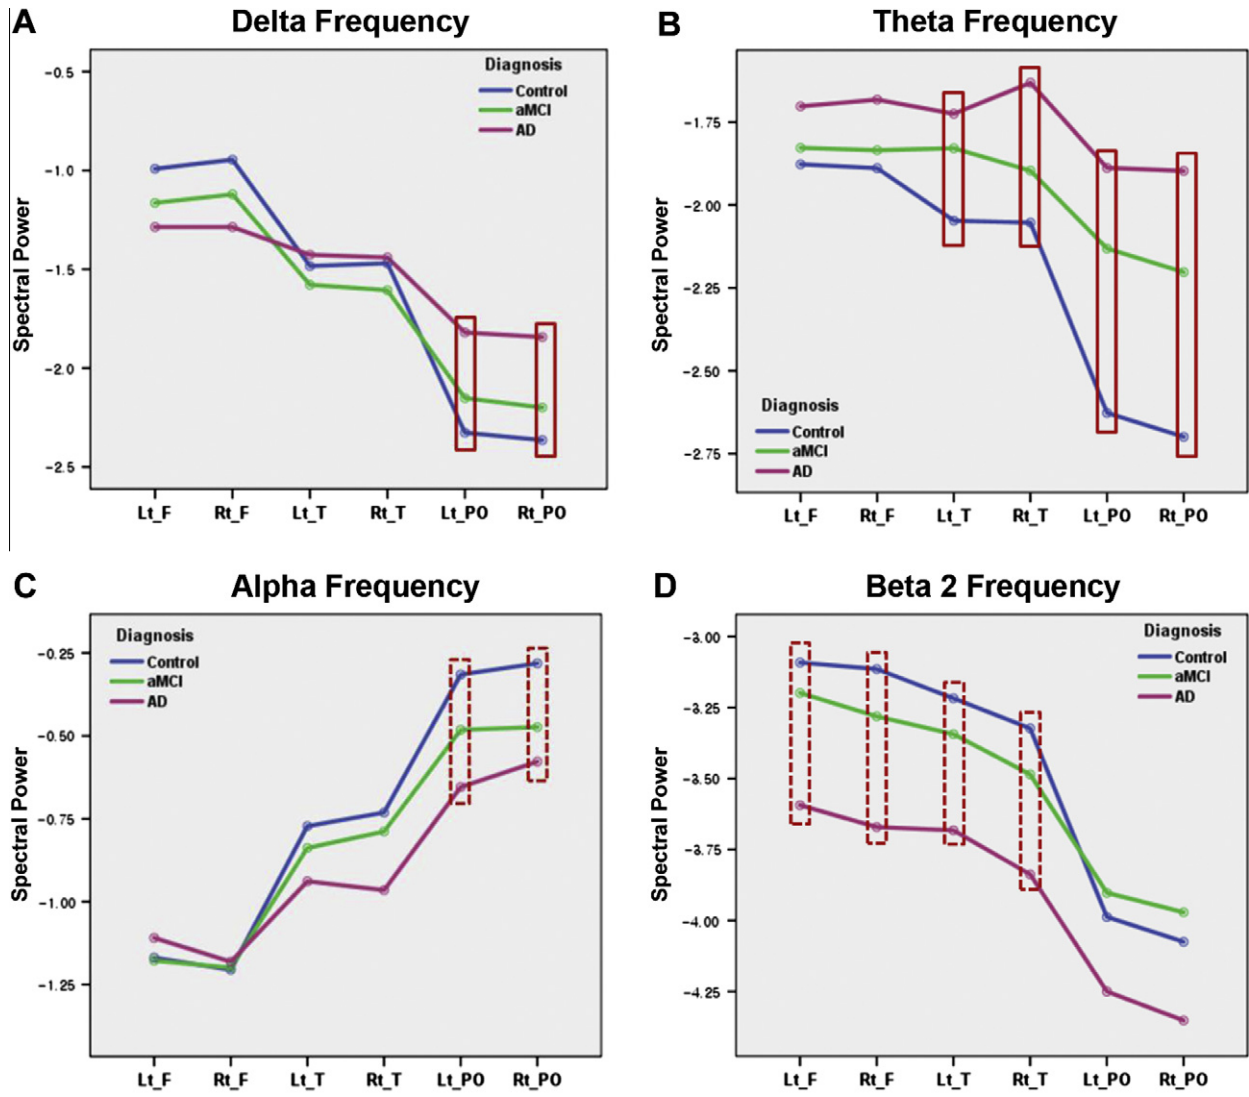 A Delta Frequency
Spectral Power
-0.5
-1.0
-1.5
-2.0
-2.5
Diagnosis
Control
aMCI
AD
Lt_F Rt_F Lt_T Rt_T Lt_PO Rt_PO
B Theta Frequency
Spectral Power
-1.75
-2.00
-2.25
-2.50
-2.75
Diagnosis
Control
aMCI
AD
Lt_F Rt_F Lt_T Rt_T Lt_PO Rt_PO
C Alpha Frequency
Spectral Power
-0.25
-0.50
-0.75
-1.00
-1.25
Diagnosis
Control
aMCI
AD
Lt_F Rt_F Lt_T Rt_T Lt_PO Rt_PO
D Beta 2 Frequency
Spectral Power
-3.00
-3.25
-3.50
-3.75
-4.00
-4.25
Diagnosis
Control
aMCI
AD
Lt_F Rt_F Lt_T Rt_T Lt_PO Rt_PO